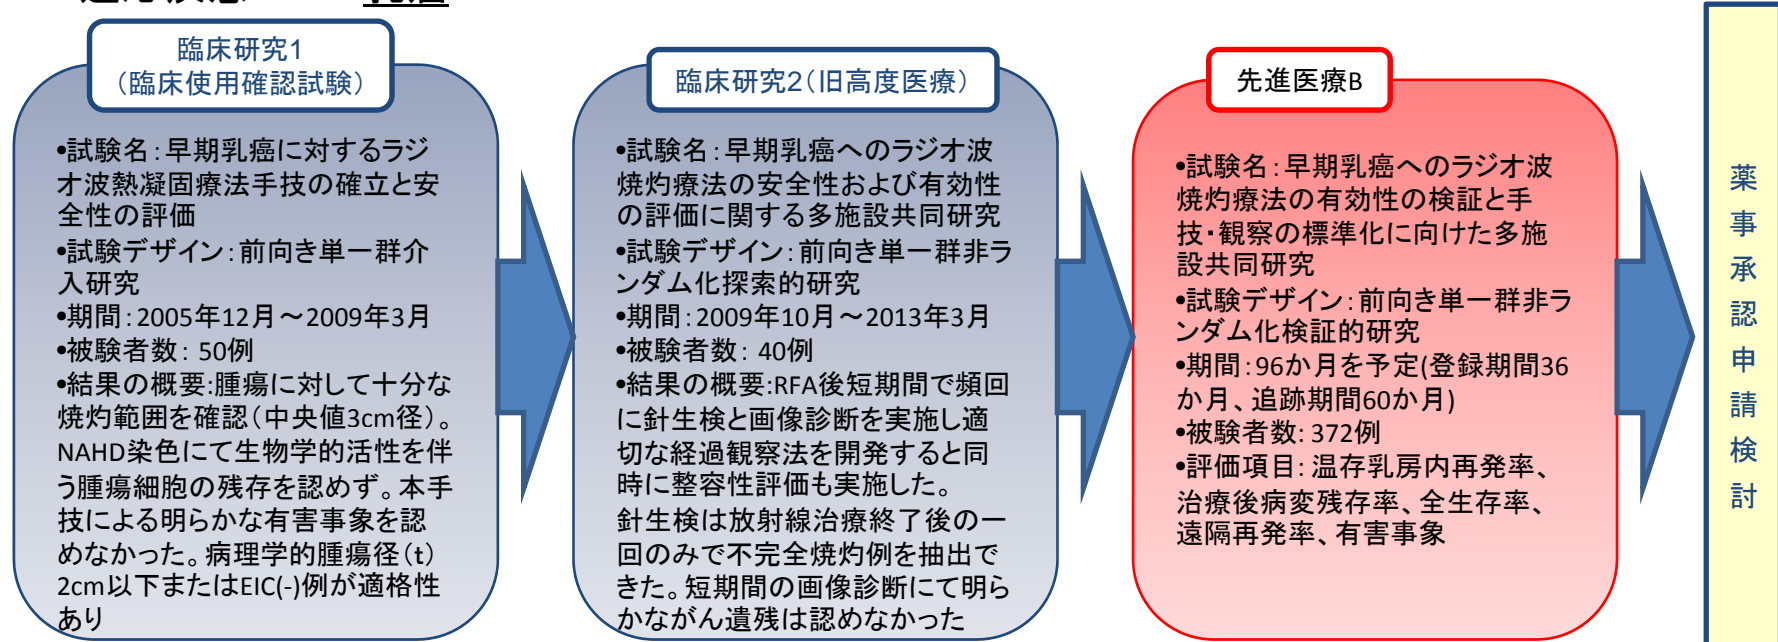 臨床研究1
（臨床使用確認試験）
•試験名：早期乳癌に対するラジ
オ波熱凝固療法手技の確立と安
全性の評価
•試験デザイン：前向き単一群介
入研究
•期間：2005年12月～2009年3月
•被験者数： 50例
•結果の概要:腫瘍に対して十分な
焼灼範囲を確認（中央値3cm径）。
NAHD染色にて生物学的活性を伴
う腫瘍細胞の残存を認めず。本手
技による明らかな有害事象を認
めなかった。病理学的腫瘍径（t）
2cm以下またはEIC(-)例が適格性
あり
臨床研究2（旧高度医療）
•試験名：早期乳癌へのラジオ波
焼灼療法の安全性および有効性
の評価に関する多施設共同研究
•試験デザイン：前向き単一群非ラ
ンダム化探索的研究
•期間：2009年10月～2013年3月
•被験者数： 40例
•結果の概要:RFA後短期間で頻回
に針生検と画像診断を実施し適
切な経過観察法を開発すると同
時に整容性評価も実施した。
針生検は放射線治療終了後の一
回のみで不完全焼灼例を抽出で
きた。短期間の画像診断にて明ら
かながん遺残は認めなかった
先進医療B
•試験名：早期乳癌へのラジオ波
焼灼療法の有効性の検証と手
技・観察の標準化に向けた多施
設共同研究
•試験デザイン：前向き単一群非ラ
ンダム化検証的研究
•期間：96か月を予定(登録期間36
か月、追跡期間60か月)
•被験者数: 372例
•評価項目: 温存乳房内再発率、
治療後病変残存率、全生存率、
遠隔再発率、有害事象
薬事承認申請検討